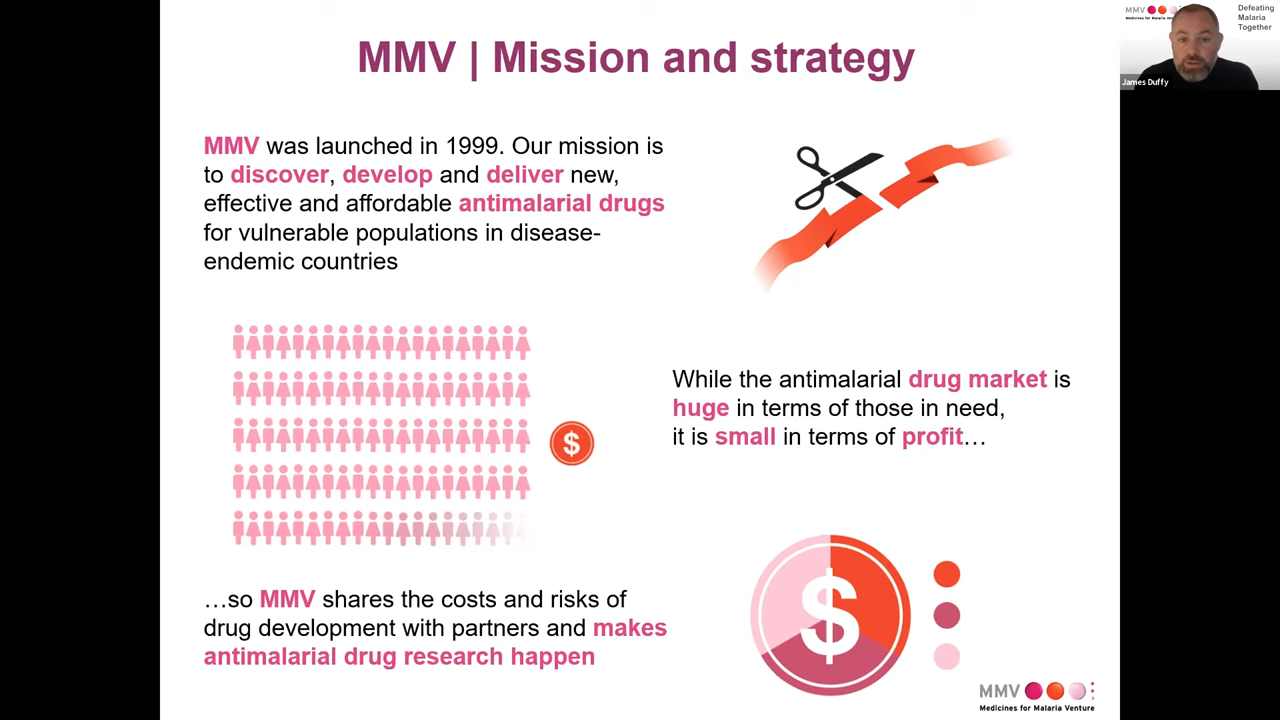 MMV | Mission and strategy
MMV was launched in 1999. Our mission is
to discover, develop and deliver new,
effective and affordable antimalarial drugs
for vulnerable populations in disease-
endemic countries
$
While the antimalarial drug market is
huge in terms of those in need,
it is small in terms of profit…
…so MMV shares the costs and risks of
drug development with partners and makes
antimalarial drug research happen
$
MMV
Medicines for Malaria Venture
MMV
Medicines for Malaria
Defeating
Malaria
Together
James Duffy